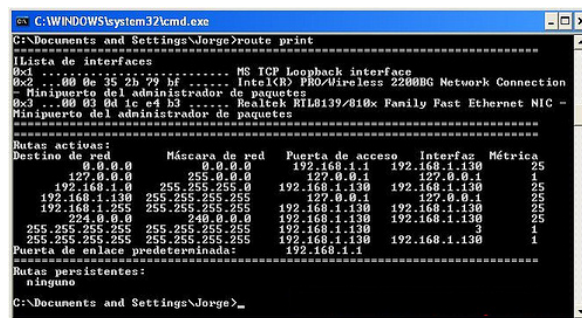 C:\WINDOWS\system32\cmd.exe
C:\Documents and Settings\Jorge>route print
===========================================================================
ILista de interfaces
0x1 ........................... MS TCP Loopback interface
0x2 ...00 0e 35 2b 79 bf ...... Intel(R) PRO/Wireless 2200BG Network Connection
- Minipuerto del administrador de paquetes
0x3 ...00 03 0d 1c e4 b3 ...... Realtek RTL8139/810x Family Fast Ethernet NIC -
Minipuerto del administrador de paquetes
===========================================================================
===========================================================================
Rutas activas:
Destino de red Máscara de red Puerta de acceso Interfaz Métrica
0.0.0.0 0.0.0.0 192.168.1.1 192.168.1.130 25
127.0.0.0 255.0.0.0 127.0.0.1 127.0.0.1 1
192.168.1.0 255.255.255.0 192.168.1.130 192.168.1.130 25
192.168.1.130 255.255.255.255 127.0.0.1 127.0.0.1 25
192.168.1.255 255.255.255.255 192.168.1.130 192.168.1.130 25
224.0.0.0 240.0.0.0 192.168.1.130 192.168.1.130 25
255.255.255.255 255.255.255.255 192.168.1.130 3 1
255.255.255.255 255.255.255.255 192.168.1.130 192.168.1.130 1
Puerta de enlace predeterminada: 192.168.1.1
===========================================================================
Rutas persistentes:
ninguno
C:\Documents and Settings\Jorge>_